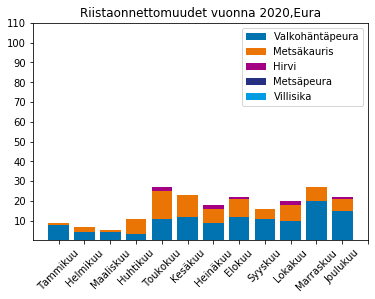 Riistaonnettomuudet vuonna 2020,Eura
110
100
90
80
70
60
50
40
30
20
10
Valkohäntäpeura
Metsäkauris
Hirvi
Metsäpeura
Villisika
Tammikuu
Helmikuu
Maaliskuu
Huhtikuu
Toukokuu
Kesäkuu
Heinäkuu
Elokuu
Syyskuu
Lokakuu
Marraskuu
Joulukuu